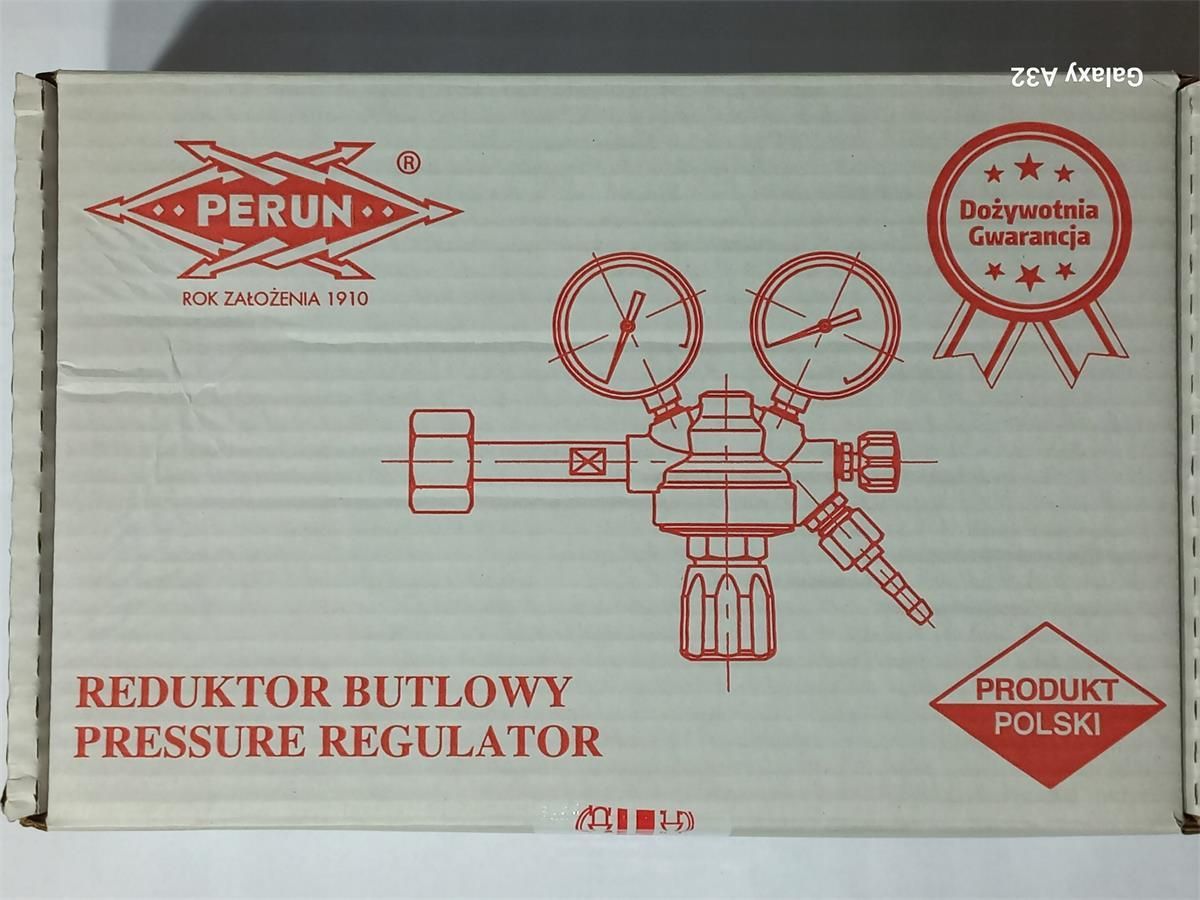 Galaxy A32
PERUN
®
ROK ZAŁOŻENIA 1910
Dożywotnia
Gwarancja
REDUKTOR BUTLOWY
PRESSURE REGULATOR
PRODUKT
POLSKI